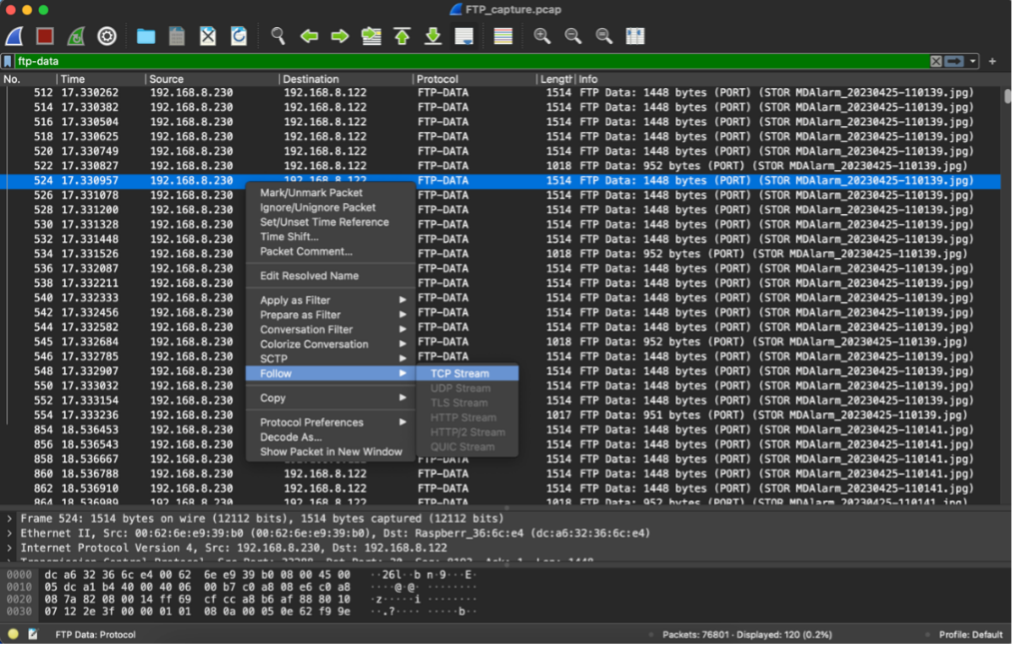 FTP_capture.pcap
ftp-data
No. Time Source Destination Protocol Length Info
512 17.330262 192.168.8.230 192.168.8.122 FTP-DATA 1514 FTP Data: 1448 bytes (PORT) (STOR MDAlarm_20230425-110139.jpg)
514 17.330382 192.168.8.230 192.168.8.122 FTP-DATA 1514 FTP Data: 1448 bytes (PORT) (STOR MDAlarm_20230425-110139.jpg)
516 17.330504 192.168.8.230 192.168.8.122 FTP-DATA 1514 FTP Data: 1448 bytes (PORT) (STOR MDAlarm_20230425-110139.jpg)
518 17.330625 192.168.8.230 192.168.8.122 FTP-DATA 1514 FTP Data: 1448 bytes (PORT) (STOR MDAlarm_20230425-110139.jpg)
520 17.330749 192.168.8.230 192.168.8.122 FTP-DATA 1514 FTP Data: 1448 bytes (PORT) (STOR MDAlarm_20230425-110139.jpg)
522 17.330827 192.168.8.230 192.168.8.122 FTP-DATA 1018 FTP Data: 952 bytes (PORT) (STOR MDAlarm_20230425-110139.jpg)
524 17.330957 192.168.8.230 192.168.8.122 FTP-DATA 1514 FTP Data: 1448 bytes (PORT) (STOR MDAlarm_20230425-110139.jpg)
526 17.331078 192.168.8.230 FTP-DATA 1514 FTP Data: 1448 bytes (PORT) (STOR MDAlarm_20230425-110139.jpg)
528 17.331200 192.168.8.230 FTP-DATA 1514 FTP Data: 1448 bytes (PORT) (STOR MDAlarm_20230425-110139.jpg)
530 17.331328 192.168.8.230 FTP-DATA 1514 FTP Data: 1448 bytes (PORT) (STOR MDAlarm_20230425-110139.jpg)
532 17.331448 192.168.8.230 FTP-DATA 1514 FTP Data: 1448 bytes (PORT) (STOR MDAlarm_20230425-110139.jpg)
534 17.331526 192.168.8.230 FTP-DATA 1018 FTP Data: 952 bytes (PORT) (STOR MDAlarm_20230425-110139.jpg)
536 17.332087 192.168.8.230 FTP-DATA 1514 FTP Data: 1448 bytes (PORT) (STOR MDAlarm_20230425-110139.jpg)
538 17.332211 192.168.8.230 FTP-DATA 1514 FTP Data: 1448 bytes (PORT) (STOR MDAlarm_20230425-110139.jpg)
540 17.332333 192.168.8.230 FTP-DATA 1514 FTP Data: 1448 bytes (PORT) (STOR MDAlarm_20230425-110139.jpg)
542 17.332456 192.168.8.230 FTP-DATA 1514 FTP Data: 1448 bytes (PORT) (STOR MDAlarm_20230425-110139.jpg)
544 17.332582 192.168.8.230 FTP-DATA 1514 FTP Data: 1448 bytes (PORT) (STOR MDAlarm_20230425-110139.jpg)
545 17.332684 192.168.8.230 FTP-DATA 1018 FTP Data: 952 bytes (PORT) (STOR MDAlarm_20230425-110139.jpg)
546 17.332785 192.168.8.230 FTP-DATA 1514 FTP Data: 1448 bytes (PORT) (STOR MDAlarm_20230425-110139.jpg)
548 17.332907 192.168.8.230 1514 FTP Data: 1448 bytes (PORT) (STOR MDAlarm_20230425-110139.jpg)
550 17.333032 192.168.8.230 1514 FTP Data: 1448 bytes (PORT) (STOR MDAlarm_20230425-110139.jpg)
552 17.333154 192.168.8.230 1514 FTP Data: 1448 bytes (PORT) (STOR MDAlarm_20230425-110139.jpg)
554 17.333236 192.168.8.230 1017 FTP Data: 951 bytes (PORT) (STOR MDAlarm_20230425-110139.jpg)
854 18.536453 192.168.8.230 1514 FTP Data: 1448 bytes (PORT) (STOR MDAlarm_20230425-110141.jpg)
856 18.536543 192.168.8.230 1514 FTP Data: 1448 bytes (PORT) (STOR MDAlarm_20230425-110141.jpg)
858 18.536667 192.168.8.230 FTP-DATA 1514 FTP Data: 1448 bytes (PORT) (STOR MDAlarm_20230425-110141.jpg)
860 18.536788 192.168.8.230 192.168.8.122 FTP-DATA 1514 FTP Data: 1448 bytes (PORT) (STOR MDAlarm_20230425-110141.jpg)
862 18.536910 192.168.8.230 192.168.8.122 FTP-DATA 1514 FTP Data: 1448 bytes (PORT) (STOR MDAlarm_20230425-110141.jpg)
864 18.536989 192.168.8.230 192.168.8.122 FTP-DATA 1018 FTP Data: 952 bytes (PORT) (STOR MDAlarm_20230425-110141.jpg)
Mark/Unmark Packet
Ignore/Unignore Packet
Set/Unset Time Reference
Time Shift...
Packet Comment...
Edit Resolved Name
Apply as Filter
Prepare as Filter
Conversation Filter
Colorize Conversation
SCTP
Follow
Copy
Protocol Preferences
Decode As...
Show Packet in New Window
TCP Stream
UDP Stream
TLS Stream
HTTP Stream
HTTP/2 Stream
QUIC Stream
Frame 524: 1514 bytes on wire (12112 bits), 1514 bytes captured (12112 bits)
Ethernet II, Src: 00:62:6e:e9:39:b0 (00:62:6e:e9:39:b0), Dst: Raspberr_36:6c:e4 (dc:a6:32:36:6c:e4)
Internet Protocol Version 4, Src: 192.168.8.230, Dst: 192.168.8.122
0000 dc a6 32 36 6c e4 00 62 6e e9 39 b0 08 00 45 00 ··26l··b n·9···E·
0010 05 dc a1 b4 40 00 40 06 00 b7 c0 a8 08 e6 c0 a8 ····@·@· ········
0020 08 7a 82 08 00 14 ff 69 cf cc a8 b6 af 88 80 10 ·z·····i ········
0030 07 12 2e 3f 00 00 01 01 08 0a 00 05 0e 62 f9 9e ···?···· ·····b··
FTP Data: Protocol
Packets: 76801 · Displayed: 120 (0.2%)
Profile: Default